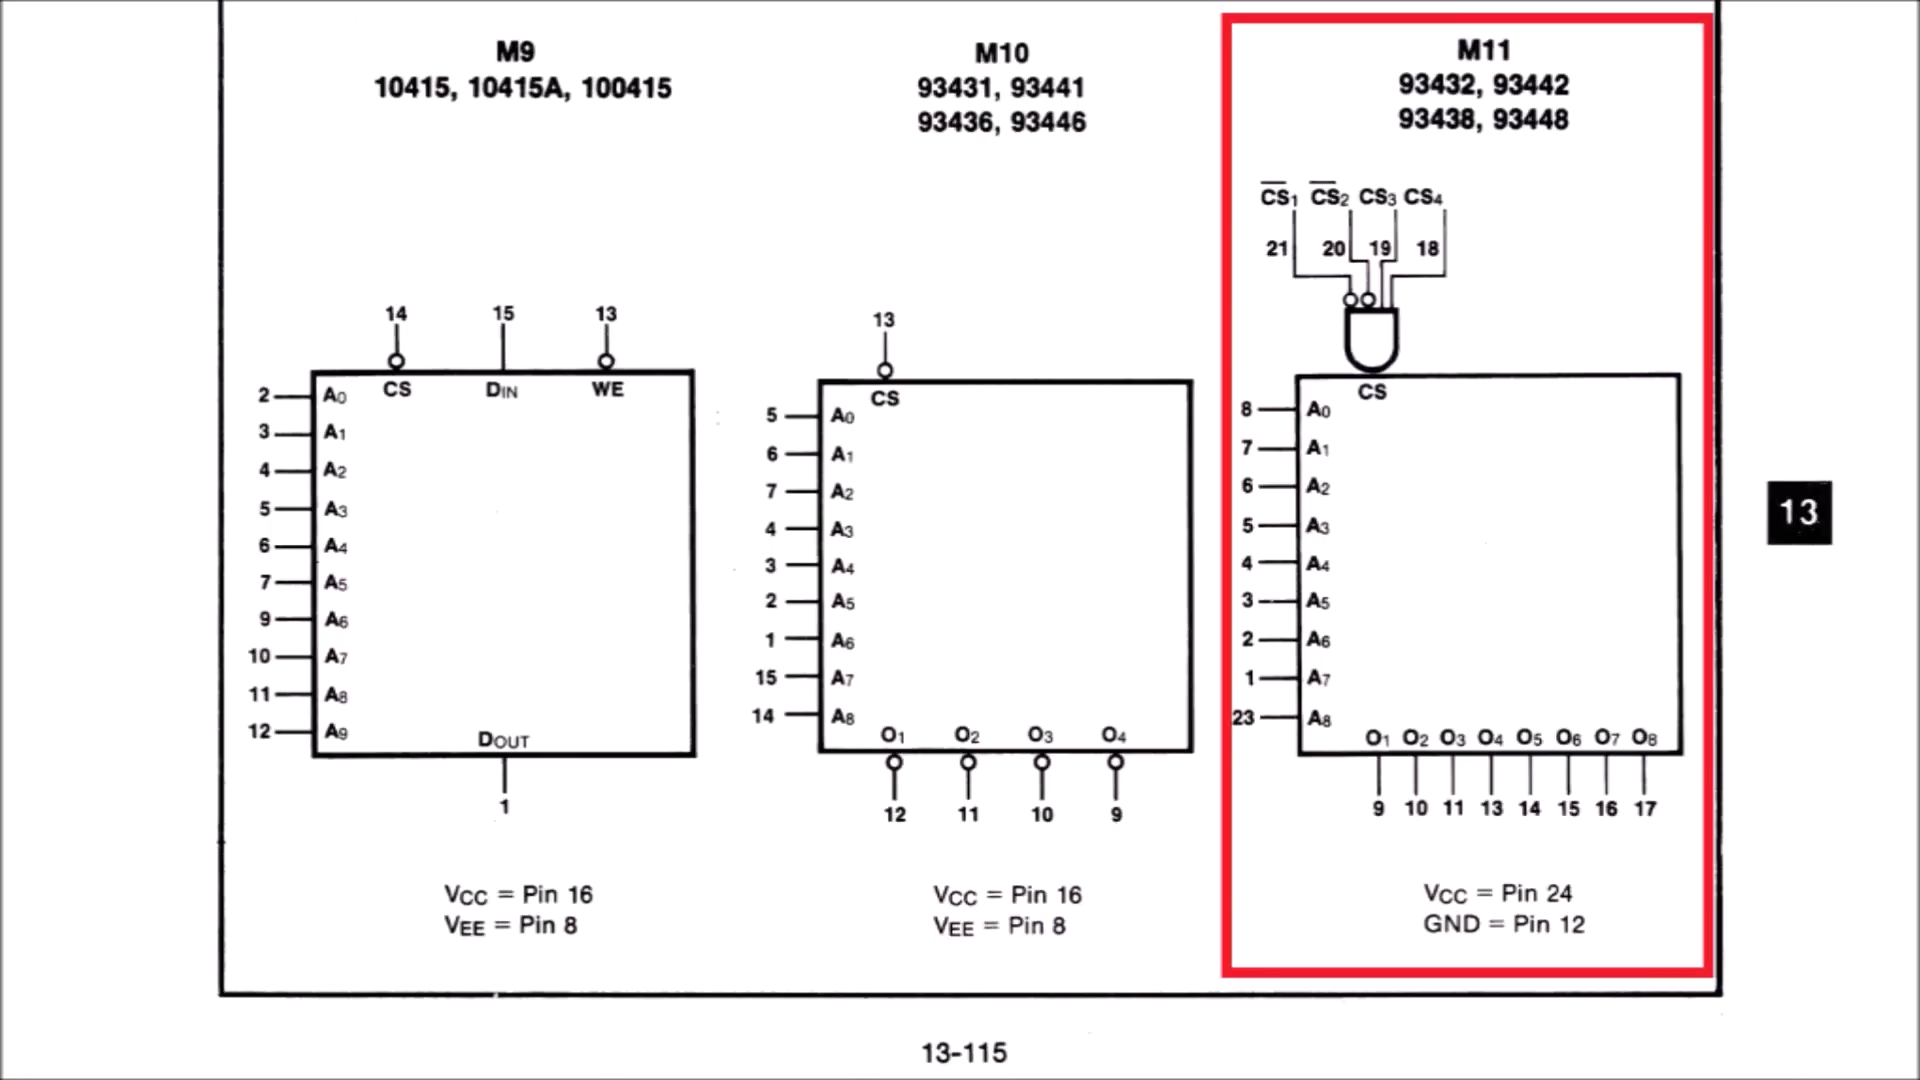 M9
10415, 10415A, 100415
14 15 13
CS DIN WE
2 A0
3 A1
4 A2
5 A3
6 A4
7 A5
9 A6
10 A7
11 A8
12 A9
DOUT
1
VCC = Pin 16
VEE = Pin 8
M10
93431, 93441
93436, 93446
13
CS
5 A0
6 A1
7 A2
4 A3
3 A4
2 A5
1 A6
15 A7
14 A8
O1 O2 O3 O4
12 11 10 9
VCC = Pin 16
VEE = Pin 8
M11
93432, 93442
93438, 93448
C̅S̅1 C̅S̅2 CS3 CS4
21 20 19 18
CS
8 A0
7 A1
6 A2
5 A3
4 A4
3 A5
2 A6
1 A7
23 A8
O1 O2 O3 O4 O5 O6 O7 O8
9 10 11 13 14 15 16 17
VCC = Pin 24
GND = Pin 12
13
13-115